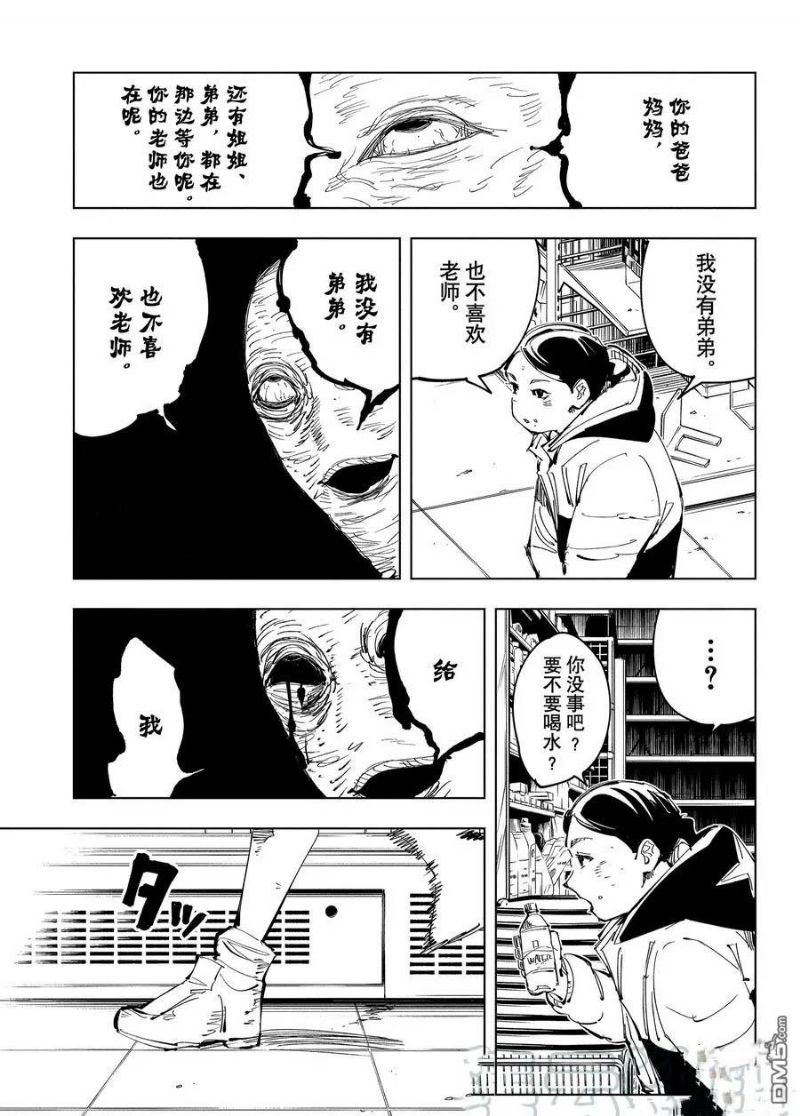 你的爸爸
妈妈，
还有姐姐、
弟弟，都在
那边等你呢。
你的老师也
在呢。
我没有弟弟。
也不喜欢
老师。
我没有
弟弟。
也不喜
欢老师。
…？
你没事吧？
要不要喝水？
WATER
给
我
タッ
DM5.com